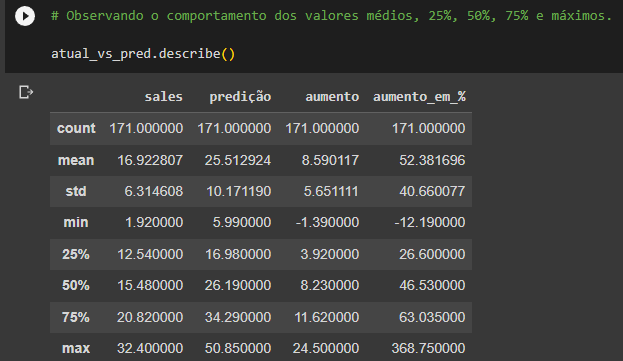 # Observando o comportamento dos valores médios, 25%, 50%, 75% e máximos.
atual_vs_pred.describe()
sales predição aumento aumento_em_%
count 171.000000 171.000000 171.000000 171.000000
mean 16.922807 25.512924 8.590117 52.381696
std 6.314608 10.171190 5.651111 40.660077
min 1.920000 5.990000 -1.390000 -12.190000
25% 12.540000 16.980000 3.920000 26.600000
50% 15.480000 26.190000 8.230000 46.530000
75% 20.820000 34.290000 11.620000 63.035000
max 32.400000 50.850000 24.500000 368.750000